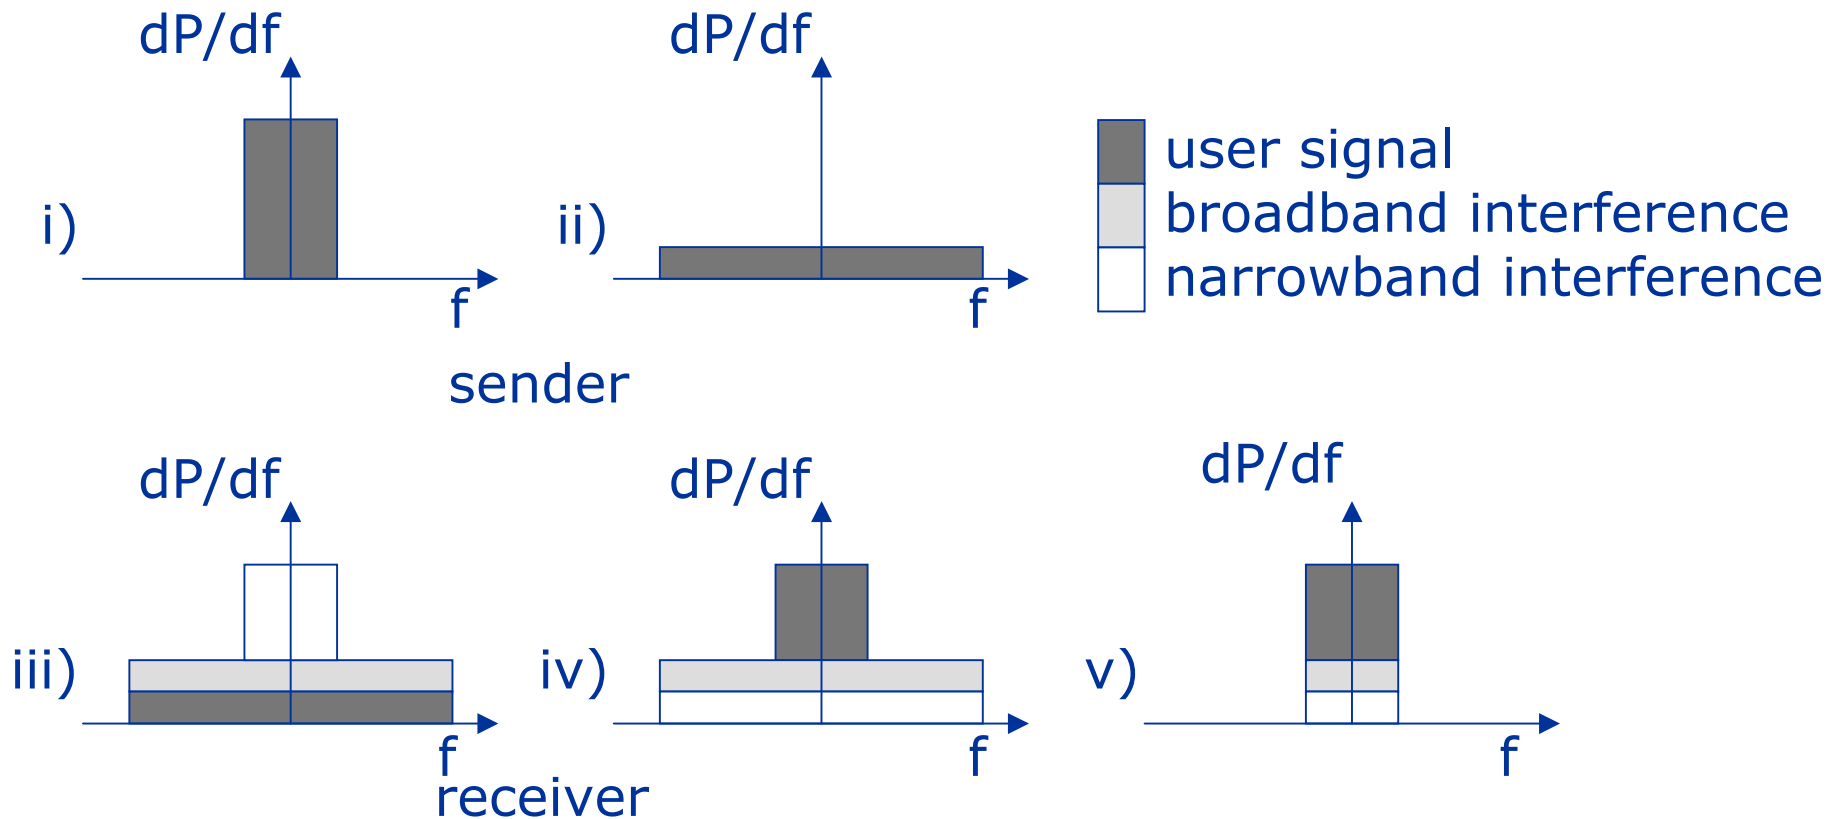 dP/df
i)
f
dP/df
ii)
f
user signal
broadband interference
narrowband interference
sender
dP/df
iii)
f
dP/df
iv)
f
dP/df
v)
f
receiver